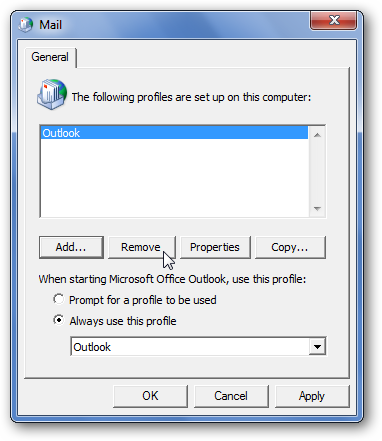 Mail
General
The following profiles are set up on this computer:
Outlook
Add... Remove Properties Copy...
When starting Microsoft Office Outlook, use this profile:
Prompt for a profile to be used
Always use this profile
Outlook
OK Cancel Apply